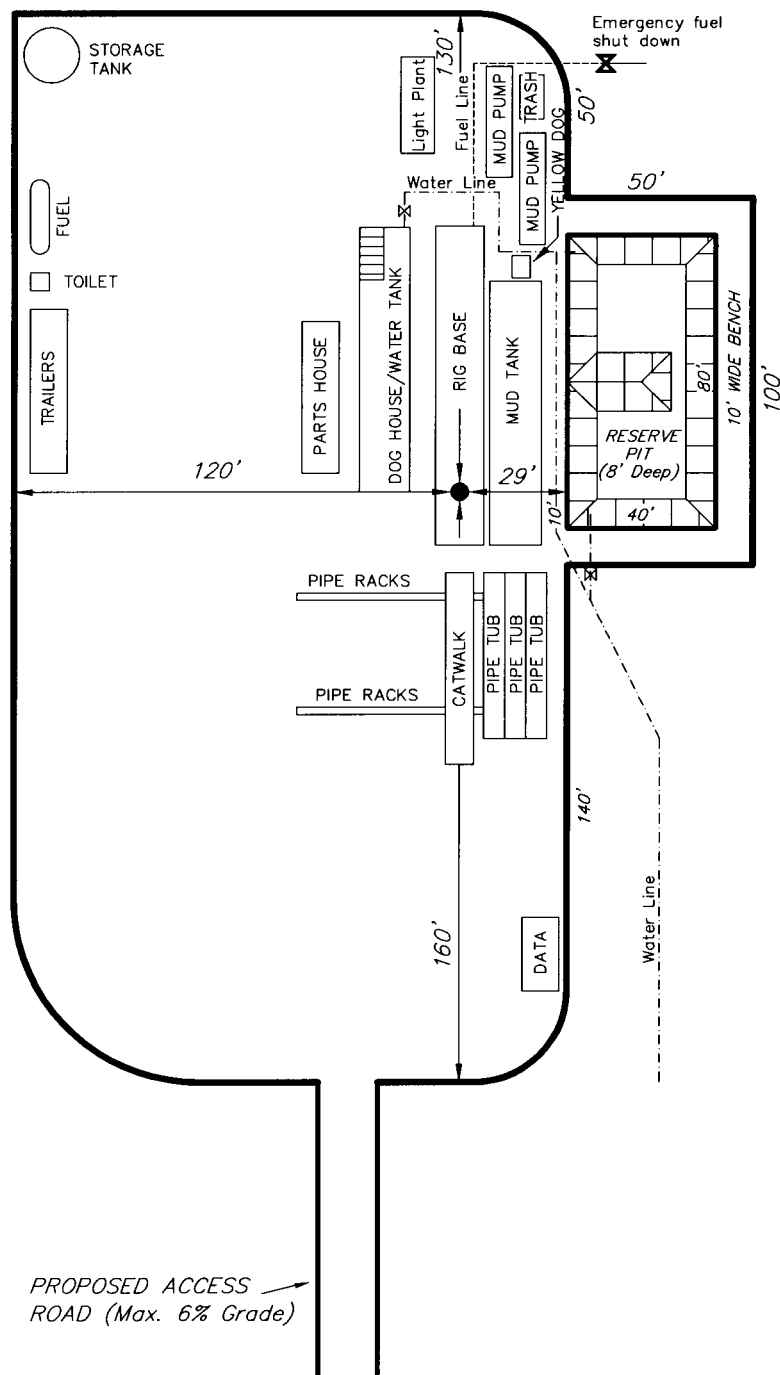 Emergency fuel
shut down
STORAGE
TANK
130'
Light Plant
Fuel Line
MUD PUMP
TRASH
50'
MUD PUMP
YELLOW DOG
Water Line
50'
FUEL
TOILET
TRAILERS
PARTS HOUSE
DOG HOUSE/WATER TANK
RIG BASE
MUD TANK
80'
10' WIDE BENCH
100'
RESERVE
PIT
(8' Deep)
120'
29'
10'
40'
PIPE RACKS
PIPE RACKS
CATWALK
PIPE TUB
PIPE TUB
PIPE TUB
140'
160'
DATA
Water Line
PROPOSED ACCESS
ROAD (Max. 6% Grade)